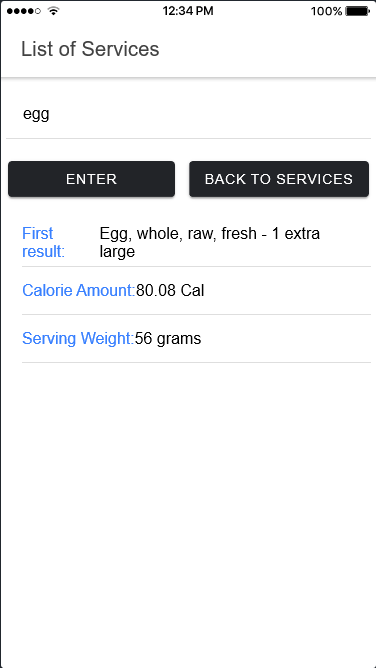 12:34 PM 100%
List of Services
egg
ENTER BACK TO SERVICES
First Egg, whole, raw, fresh - 1 extra
result: large
Calorie Amount:80.08 Cal
Serving Weight:56 grams